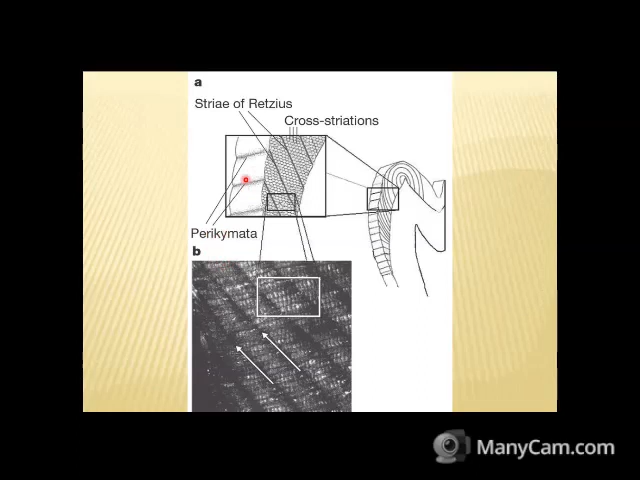 a
Striae of Retzius
Cross-striations
Perikymata
b
ManyCam.com